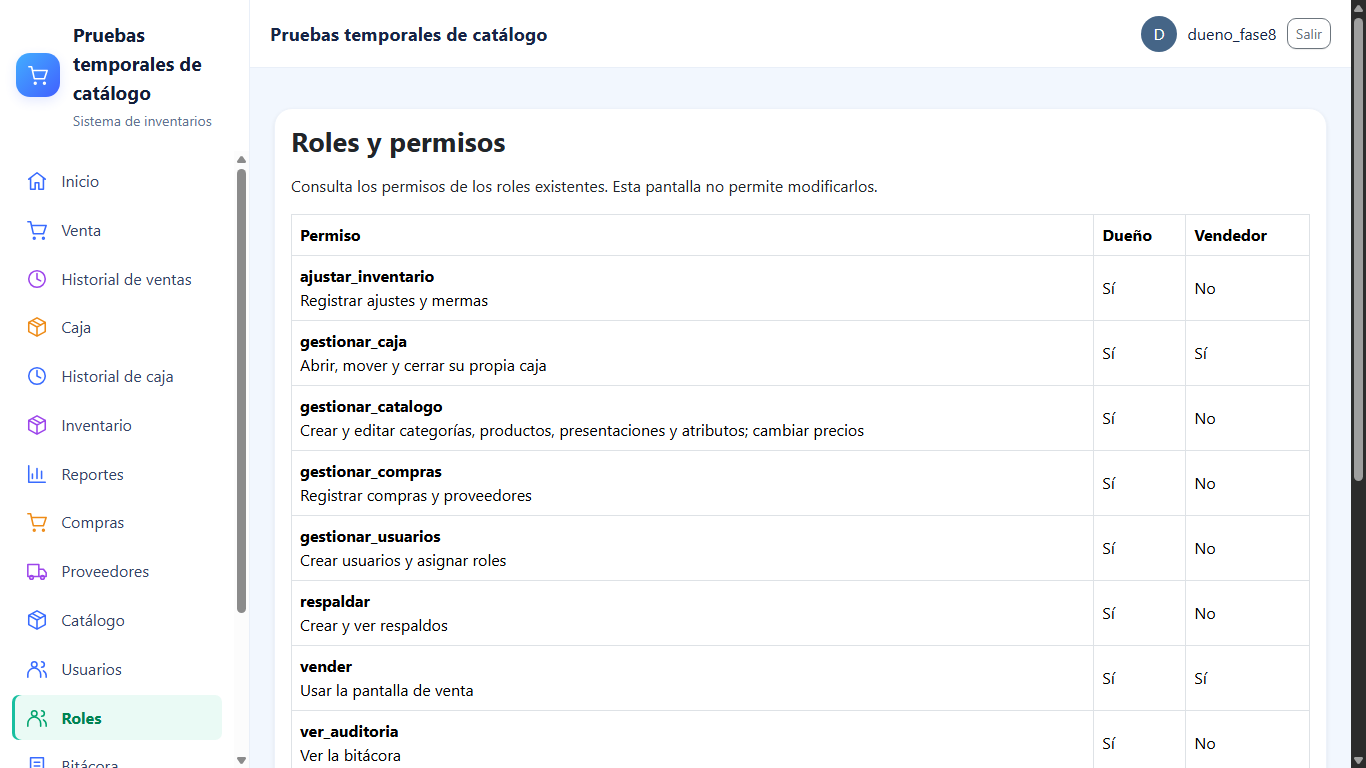 Pruebas
temporales de
catálogo
Sistema de inventarios
Inicio
Venta
Historial de ventas
Caja
Historial de caja
Inventario
Reportes
Compras
Proveedores
Catálogo
Usuarios
Roles
Bitácora
Pruebas temporales de catálogo
D dueno_fase8 Salir
Roles y permisos
Consulta los permisos de los roles existentes. Esta pantalla no permite modificarlos.
Permiso Dueño Vendedor
ajustar_inventario
Registrar ajustes y mermas
Sí No
gestionar_caja
Abrir, mover y cerrar su propia caja
Sí Sí
gestionar_catalogo
Crear y editar categorías, productos, presentaciones y atributos; cambiar precios
Sí No
gestionar_compras
Registrar compras y proveedores
Sí No
gestionar_usuarios
Crear usuarios y asignar roles
Sí No
respaldar
Crear y ver respaldos
Sí No
vender
Usar la pantalla de venta
Sí Sí
ver_auditoria
Ver la bitácora
Sí No